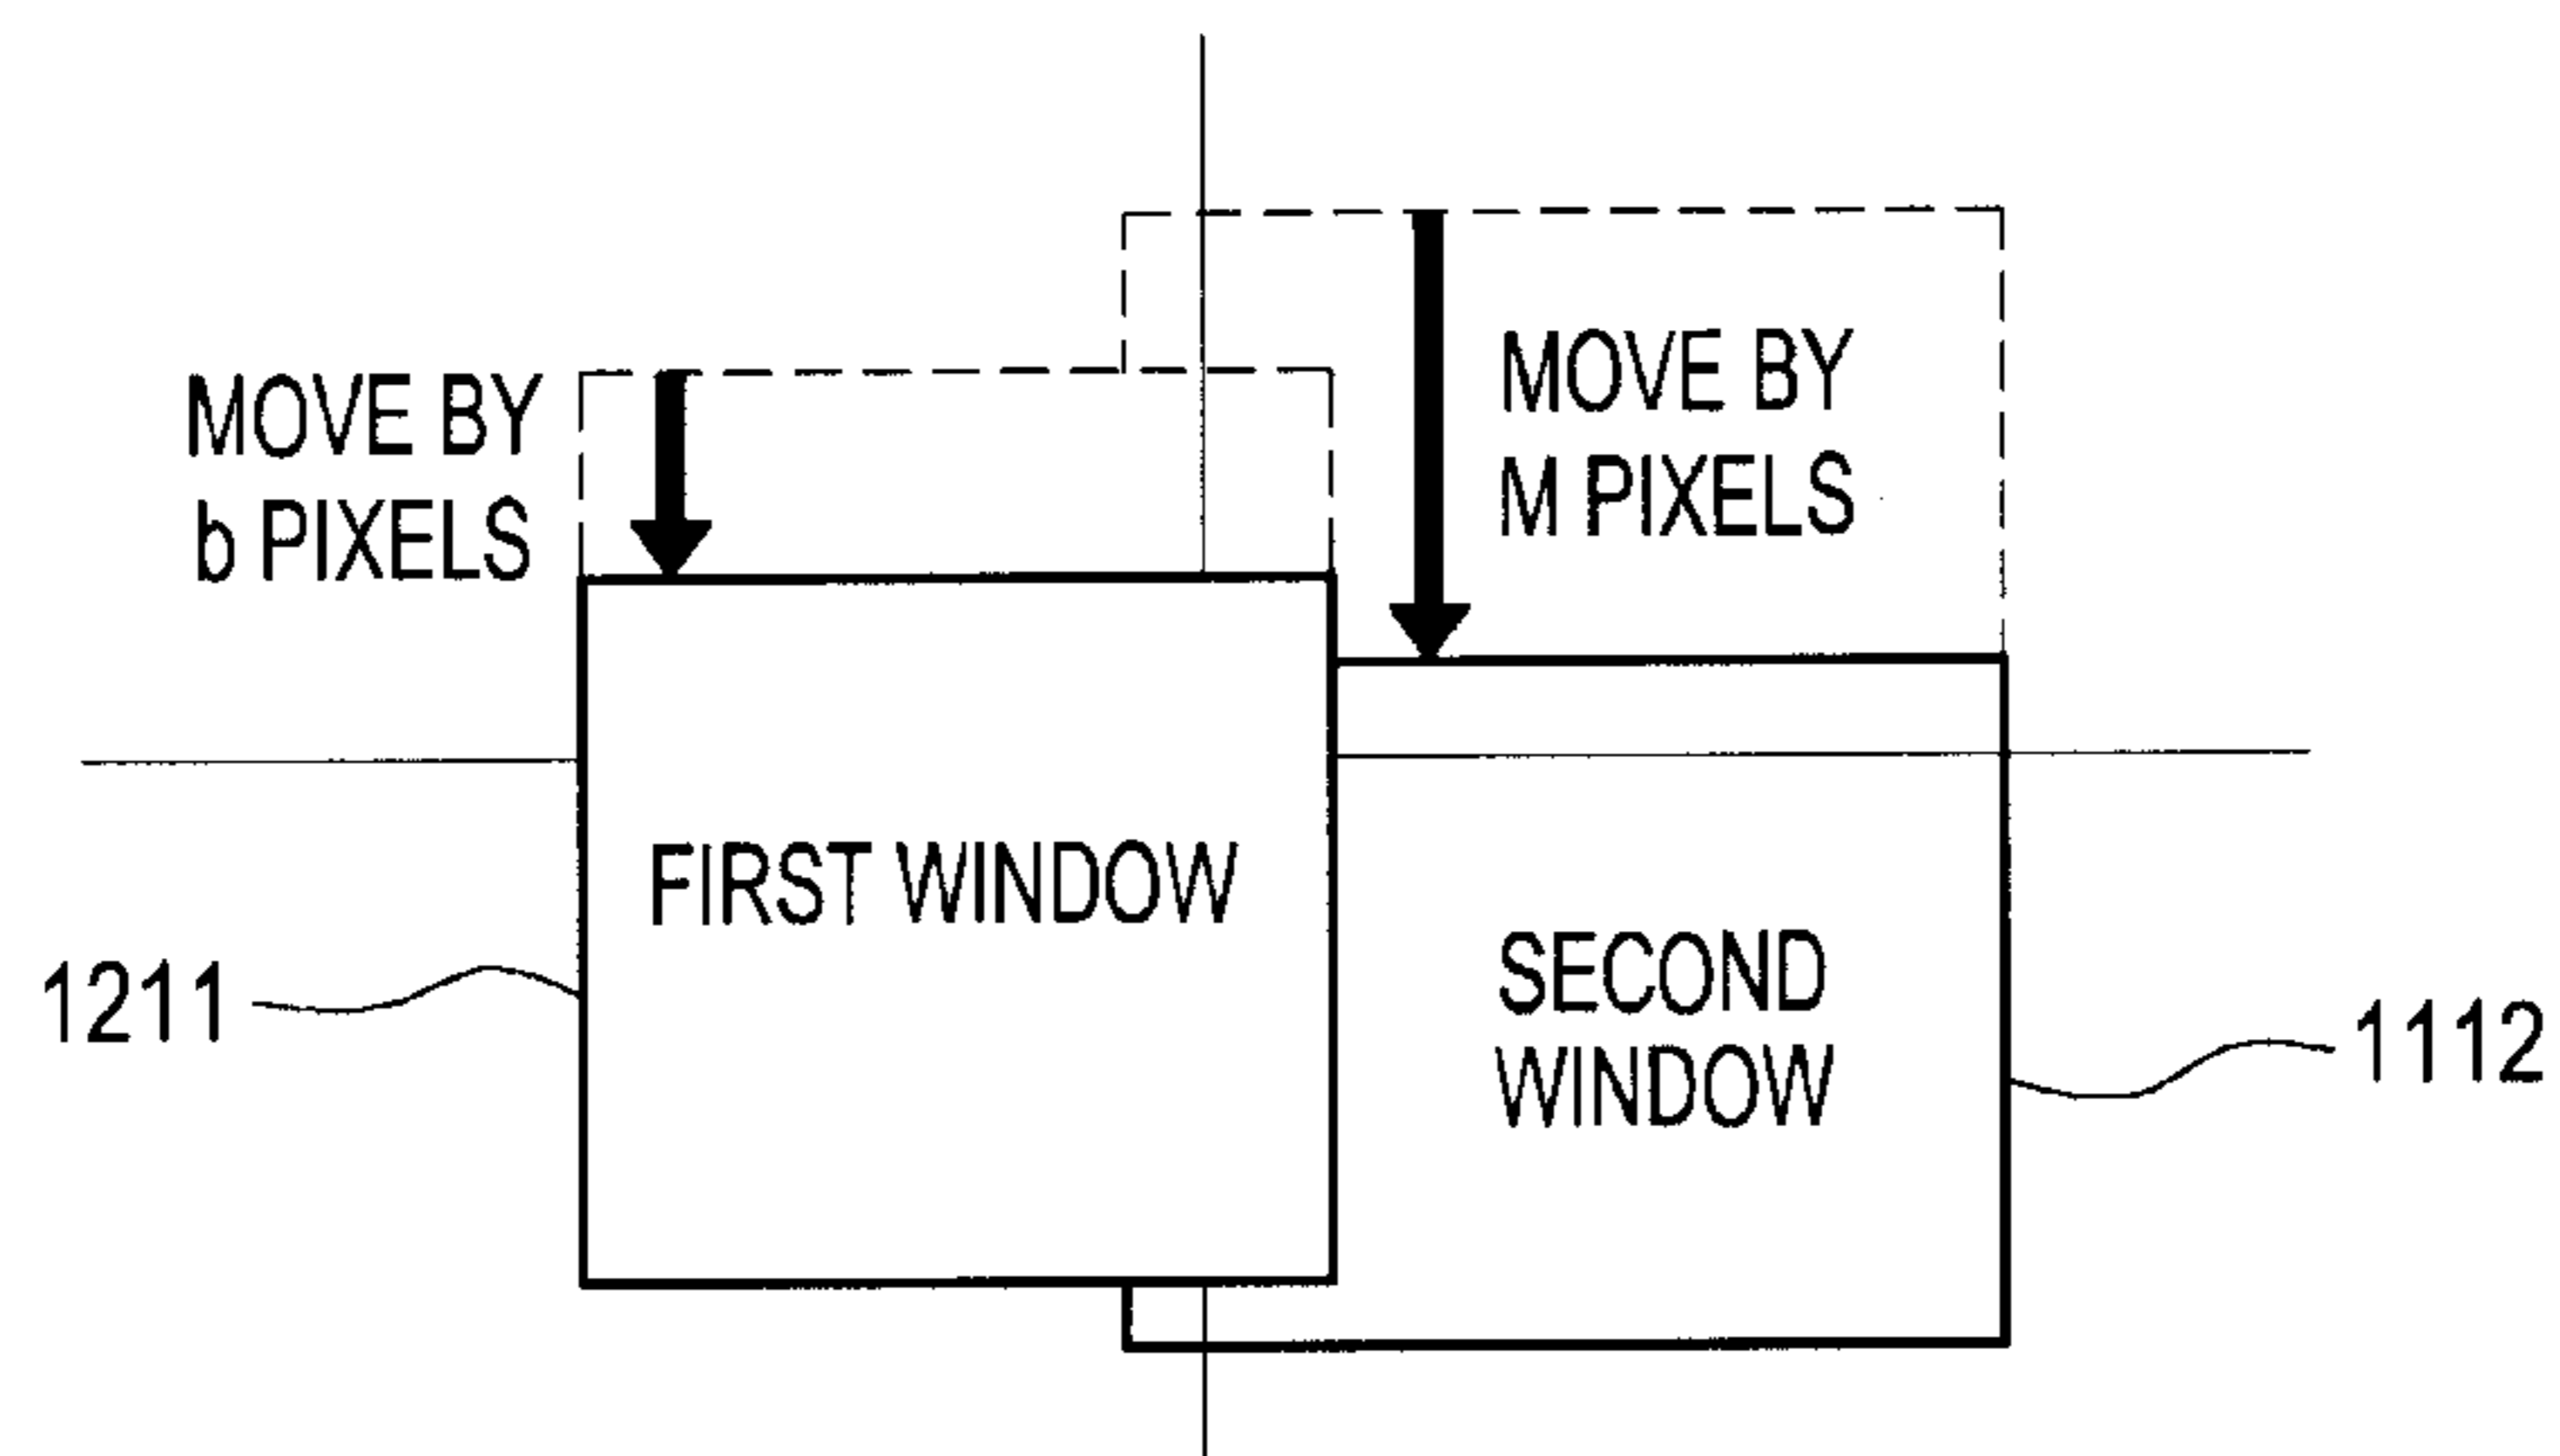 MOVE BY
b PIXELS
MOVE BY
M PIXELS
FIRST WINDOW
SECOND
WINDOW
1211
1112